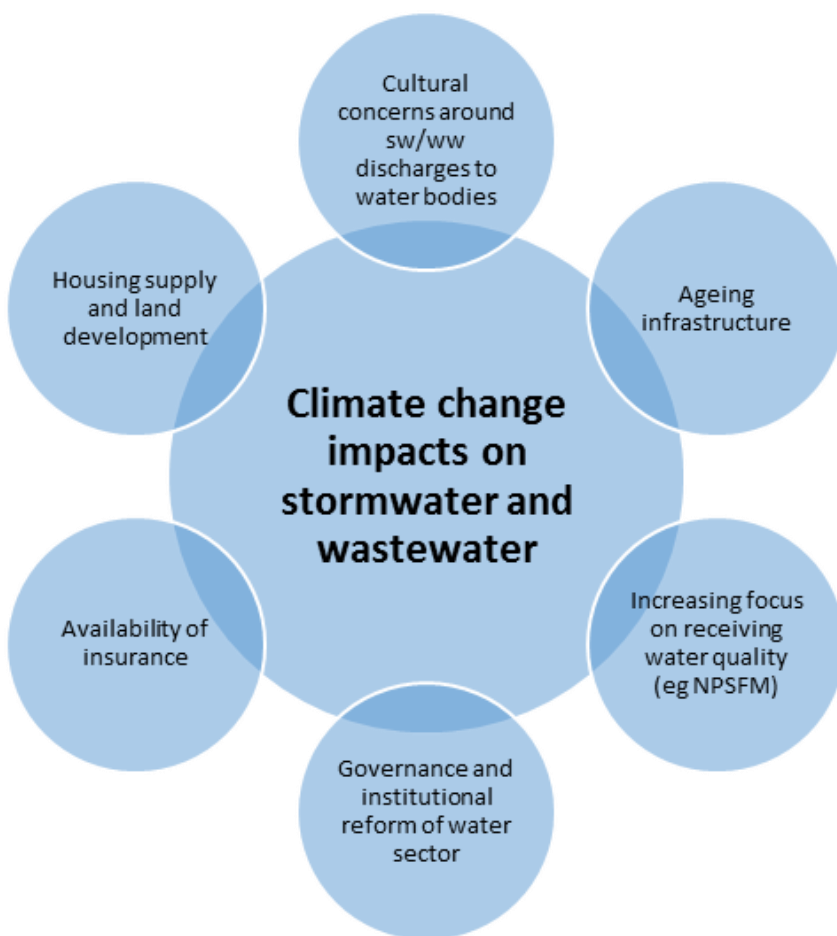 Cultural
concerns around
sw/ww
discharges to
water bodies
Housing supply
and land
development
Ageing
infrastructure
Climate change
impacts on
stormwater and
wastewater
Availability of
insurance
Increasing focus
on receiving
water quality
(eg NPSFM)
Governance and
institutional
reform of water
sector